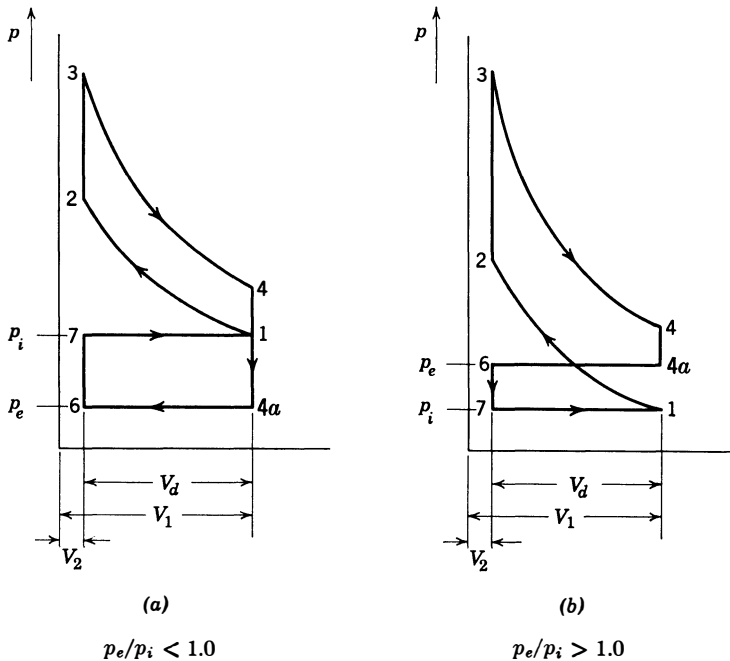 p
3
2
4
p_i
7
1
p_e
6
4a
V_d
V_1
V_2
(a)
p_e/p_i < 1.0
p
3
2
4
p_e
6
4a
p_i
7
1
V_d
V_1
V_2
(b)
p_e/p_i > 1.0